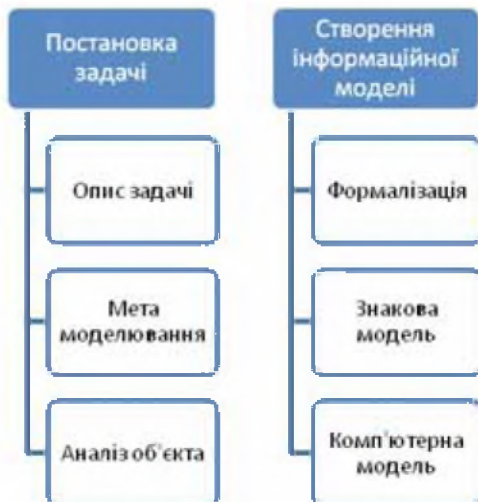 Постановка
задачі
Опис задачі
Мета
моделювання
Аналіз об'єкта
Створення
інформаційної
моделі
Формалізація
Знакова
модель
Комп'ютерна
модель